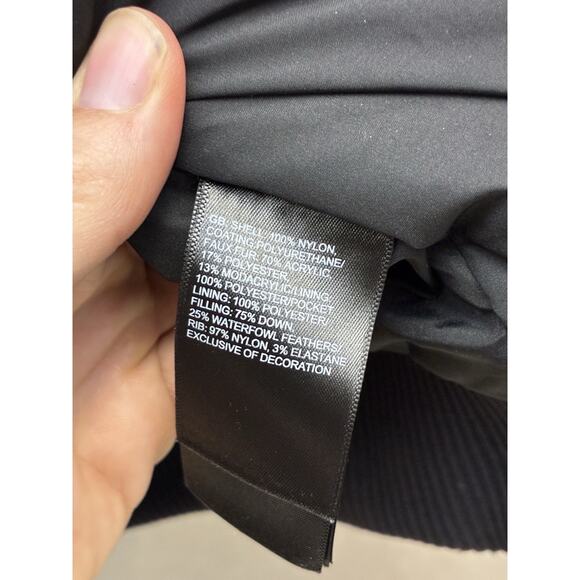 GB, SHELL: 100% NYLON,
COATING:POLYURETHANE/
FAUX FUR: 70% ACRYLIC,
17% POLYESTER,
13% MODACRYLIC/LINING:
100% POLYESTER/POCKET
LINING: 100% POLYESTER
FILLING: 75% DOWN,
25% WATERFOWL FEATHERS,
RIB: 97% NYLON, 3% ELASTANE
EXCLUSIVE OF DECORATION